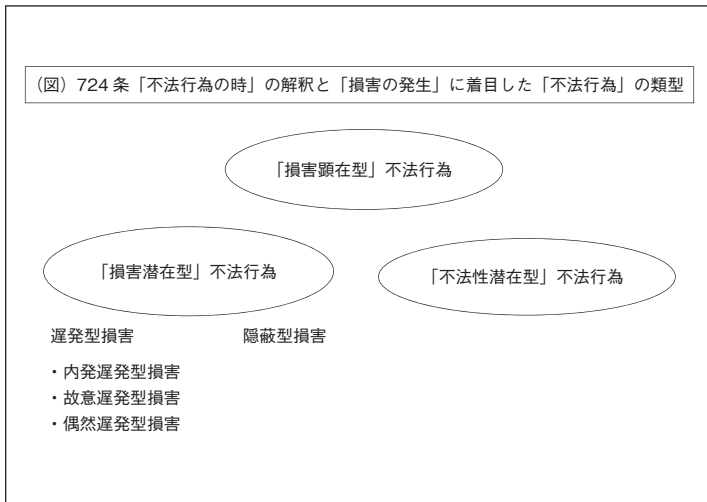 （図）724条「不法行為の時」の解釈と「損害の発生」に着目した「不法行為」の類型
「損害顕在型」不法行為
「損害潜在型」不法行為
「不法性潜在型」不法行為
遅発型損害
隠蔽型損害
・内発遅発型損害
・故意遅発型損害
・偶然遅発型損害